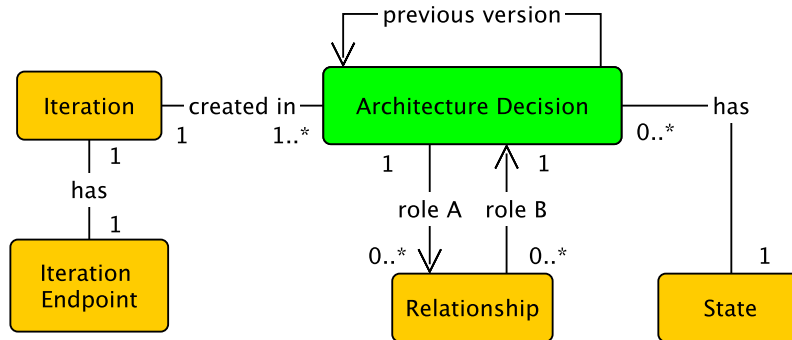 previous version
Iteration
created in
Architecture Decision
has
1
1..*
0..*
1
1
1
has
role A
role B
1
0..*
0..*
1
Iteration
Endpoint
Relationship
State